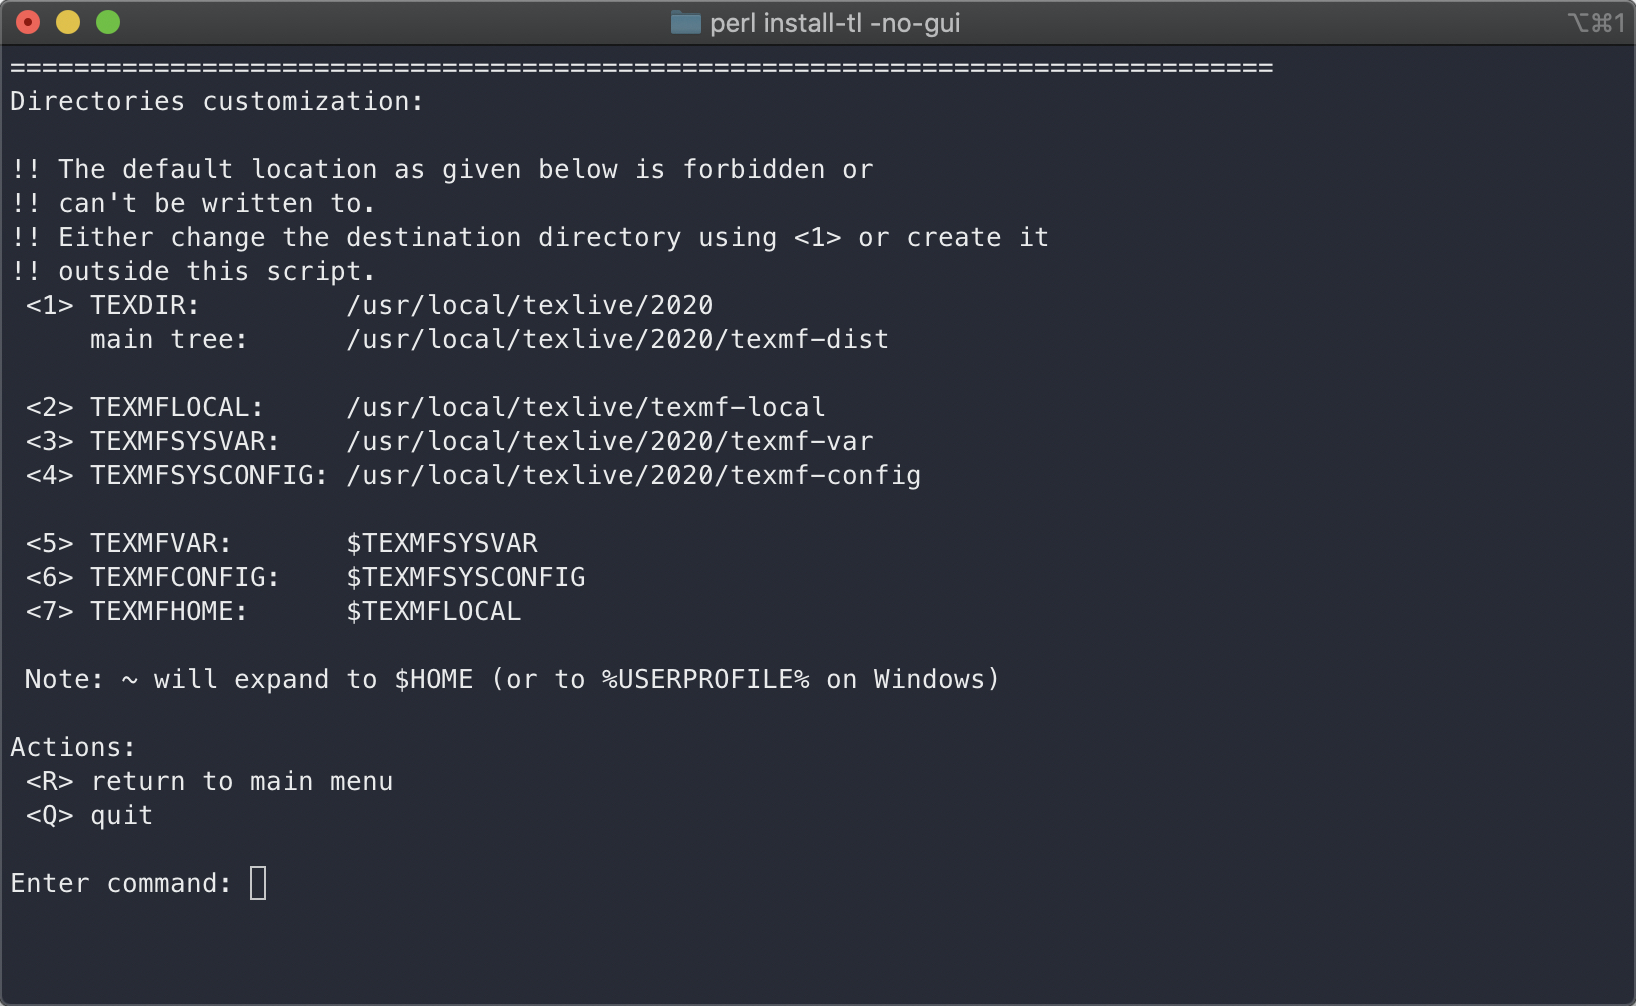 perl install-tl -no-gui
⌥⌘1
===============================================================================
Directories customization:

!! The default location as given below is forbidden or
!! can't be written to.
!! Either change the destination directory using <1> or create it
!! outside this script.
 <1> TEXDIR:         /usr/local/texlive/2020
     main tree:      /usr/local/texlive/2020/texmf-dist

 <2> TEXMFLOCAL:     /usr/local/texlive/texmf-local
 <3> TEXMFSYSVAR:    /usr/local/texlive/2020/texmf-var
 <4> TEXMFSYSCONFIG: /usr/local/texlive/2020/texmf-config

 <5> TEXMFVAR:       $TEXMFSYSVAR
 <6> TEXMFCONFIG:    $TEXMFSYSCONFIG
 <7> TEXMFHOME:      $TEXMFLOCAL

 Note: ~ will expand to $HOME (or to %USERPROFILE% on Windows)

Actions:
 <R> return to main menu
 <Q> quit

Enter command: